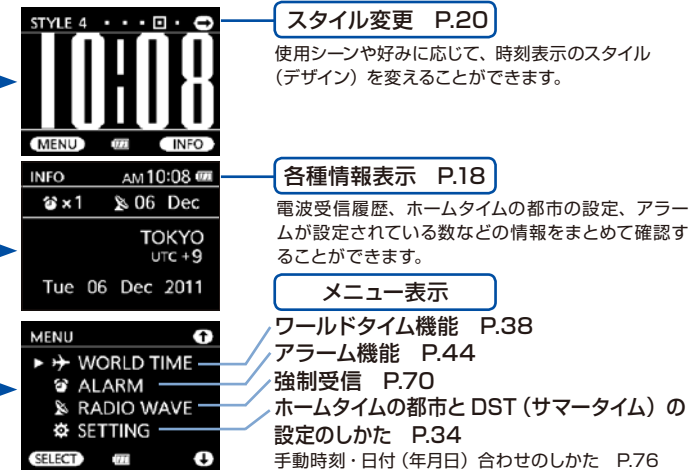 STYLE 4
10:08
MENU INFO
スタイル変更 P.20
使用シーンや好みに応じて、時刻表示のスタイル
(デザイン)を変えることができます。
INFO AM 10:08
×1 06 Dec
TOKYO
UTC +9
Tue 06 Dec 2011
各種情報表示 P.18
電波受信履歴、ホームタイムの都市の設定、アラー
ムが設定されている数などの情報をまとめて確認す
ることができます。
メニュー表示
MENU
WORLD TIME
ALARM
RADIO WAVE
SETTING
SELECT
ワールドタイム機能 P.38
アラーム機能 P.44
強制受信 P.70
ホームタイムの都市と DST(サマータイム)の
設定のしかた P.34
手動時刻・日付(年月日)合わせのしかた P.76